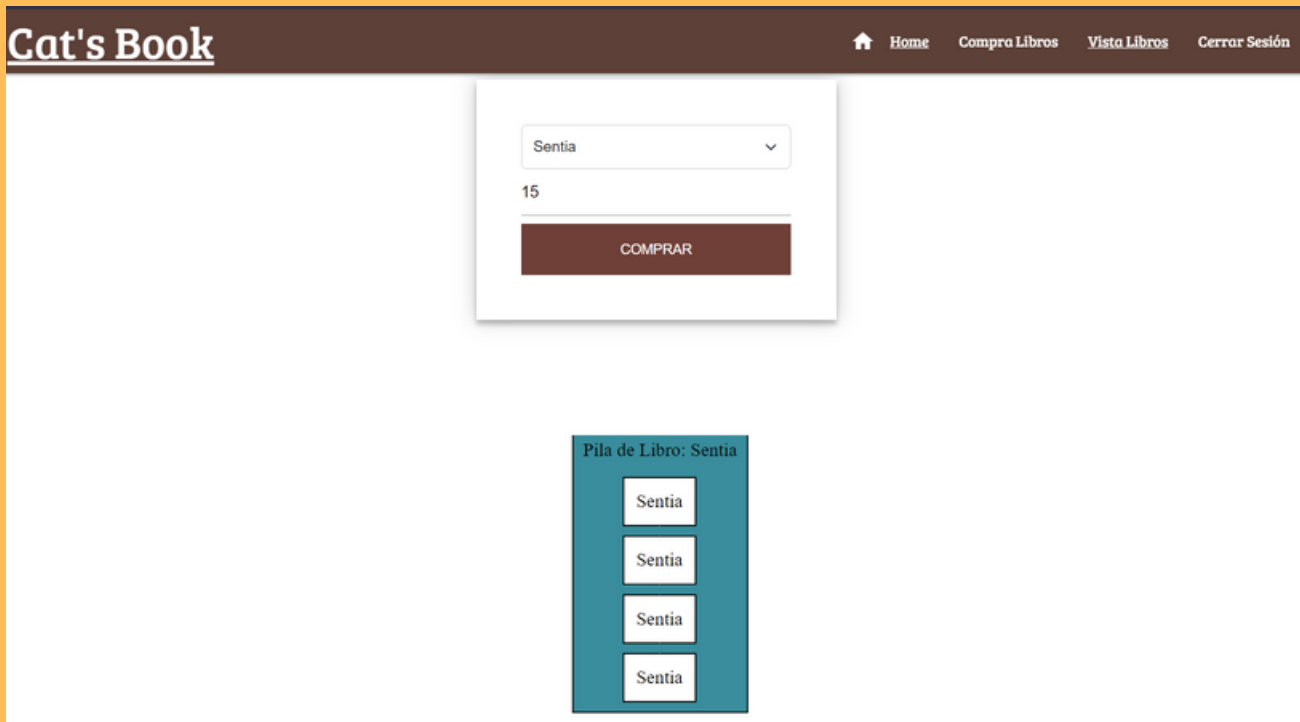 Cat's Book
Home Compra Libros Vista Libros Cerrar Sesión
Sentia
15
COMPRAR
Pila de Libro: Sentia
Sentia
Sentia
Sentia
Sentia